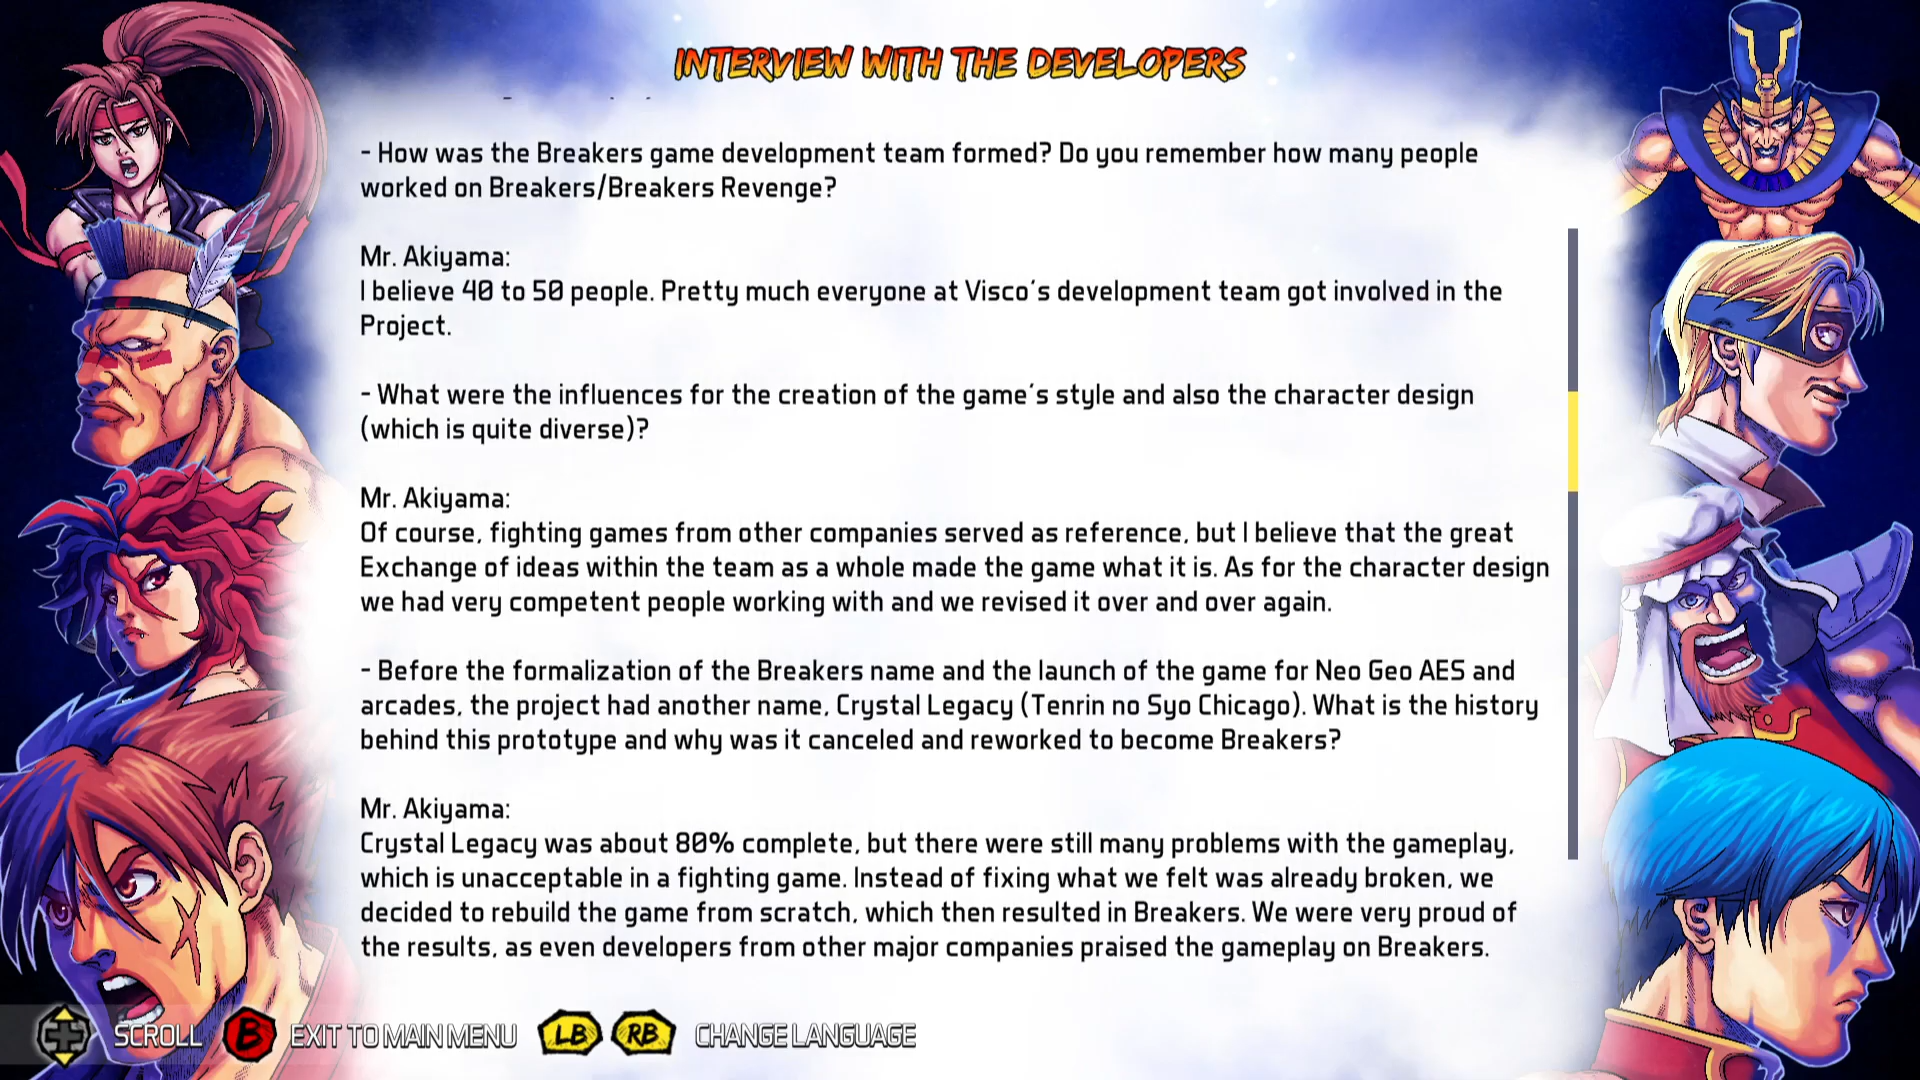 INTERVIEW WITH THE DEVELOPERS
- How was the Breakers game development team formed? Do you remember how many people
worked on Breakers/Breakers Revenge?
Mr. Akiyama:
I believe 40 to 50 people. Pretty much everyone at Visco's development team got involved in the
Project.
- What were the influences for the creation of the game's style and also the character design
(which is quite diverse)?
Mr. Akiyama:
Of course, fighting games from other companies served as reference, but I believe that the great
Exchange of ideas within the team as a whole made the game what it is. As for the character design
we had very competent people working with and we revised it over and over again.
- Before the formalization of the Breakers name and the launch of the game for Neo Geo AES and
arcades, the project had another name, Crystal Legacy (Tenrin no Syo Chicago). What is the history
behind this prototype and why was it canceled and reworked to become Breakers?
Mr. Akiyama:
Crystal Legacy was about 80% complete, but there were still many problems with the gameplay,
which is unacceptable in a fighting game. Instead of fixing what we felt was already broken, we
decided to rebuild the game from scratch, which then resulted in Breakers. We were very proud of
the results, as even developers from other major companies praised the gameplay on Breakers.
SCROLL B EXIT TO MAIN MENU LB RB CHANGE LANGUAGE